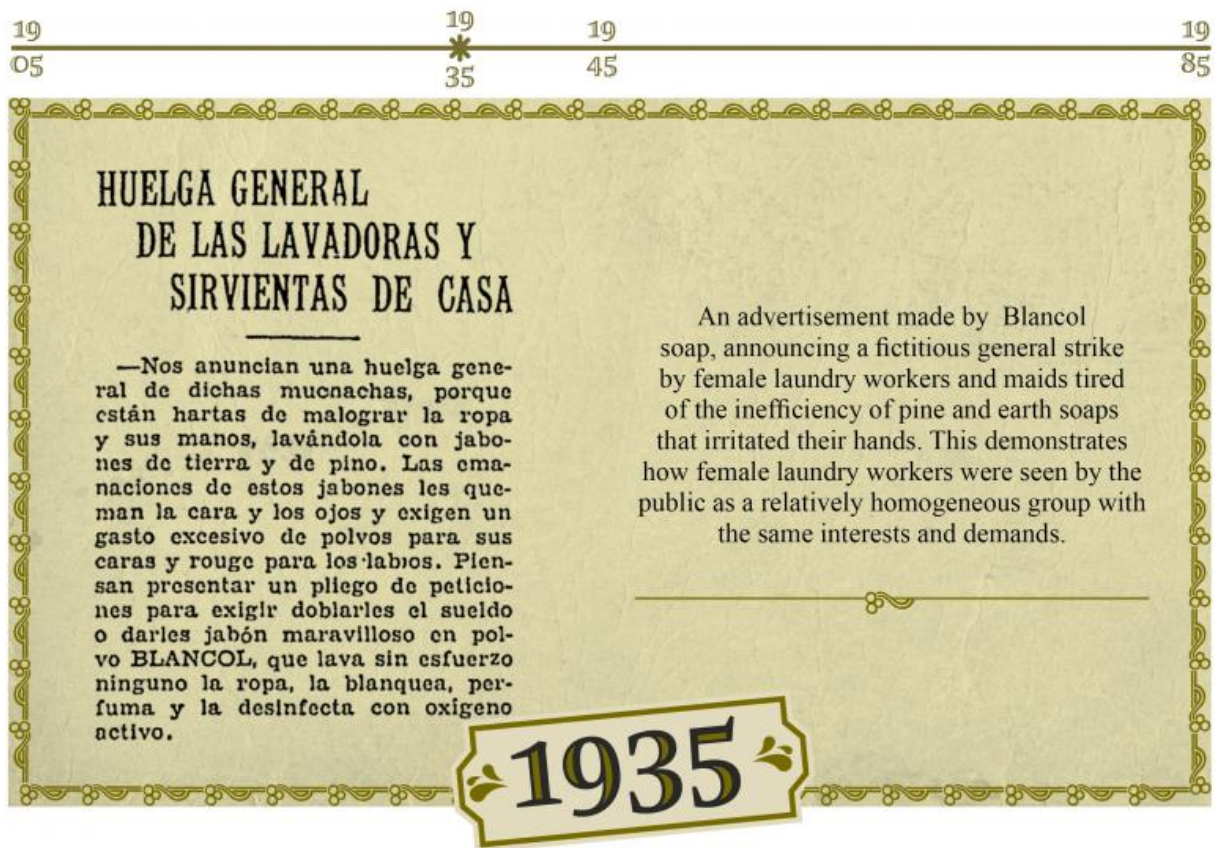 19 19 19 19
05 35 45 85
HUELGA GENERAL
DE LAS LAVADORAS Y
SIRVIENTAS DE CASA
—Nos anuncian una huelga gene-
ral de dichas mucnachas, porque
están hartas de malograr la ropa
y sus manos, lavándola con jabo-
nes de tierra y de pino. Las ema-
naciones de estos jabones les que-
man la cara y los ojos y exigen un
gasto excesivo de polvos para sus
caras y rouge para los labios. Pien-
san presentar un pliego de peticio-
nes para exigir doblarles el sueldo
o darles jabón maravilloso en pol-
vo BLANCOL, que lava sin esfuerzo
ninguno la ropa, la blanquea, per-
fuma y la desinfecta con oxígeno
activo.
An advertisement made by Blancol
soap, announcing a fictitious general strike
by female laundry workers and maids tired
of the inefficiency of pine and earth soaps
that irritated their hands. This demonstrates
how female laundry workers were seen by the
public as a relatively homogeneous group with
the same interests and demands.
1935